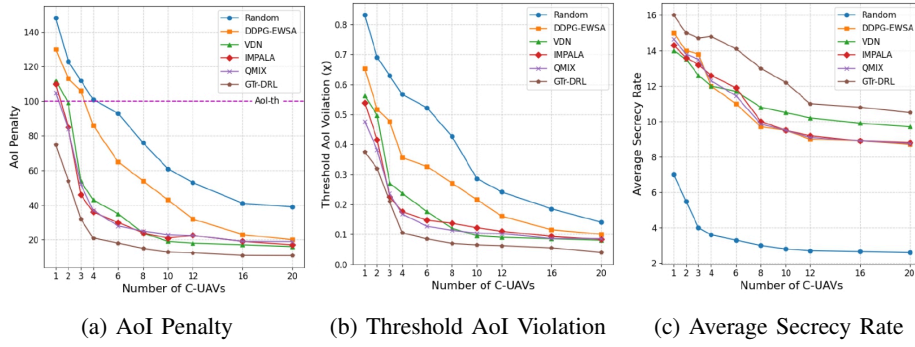 AoI Penalty
140
120
100
80
60
40
20
1 2 3 4 6 8 10 12 16 20
Number of C-UAVs
Random
DDPG-EWSA
VDN
IMPALA
QMIX
GTr-DRL
AoI-th
(a) AoI Penalty
Threshold AoI Violation (χ)
0.8
0.7
0.6
0.5
0.4
0.3
0.2
0.1
0.0
1 2 3 4 6 8 10 12 16 20
Number of C-UAVs
Random
DDPG-EWSA
VDN
IMPALA
QMIX
GTr-DRL
(b) Threshold AoI Violation
Average Secrecy Rate
16
14
12
10
8
6
4
2
1 2 3 4 6 8 10 12 16 20
Number of C-UAVs
Random
DDPG-EWSA
VDN
IMPALA
QMIX
GTr-DRL
(c) Average Secrecy Rate